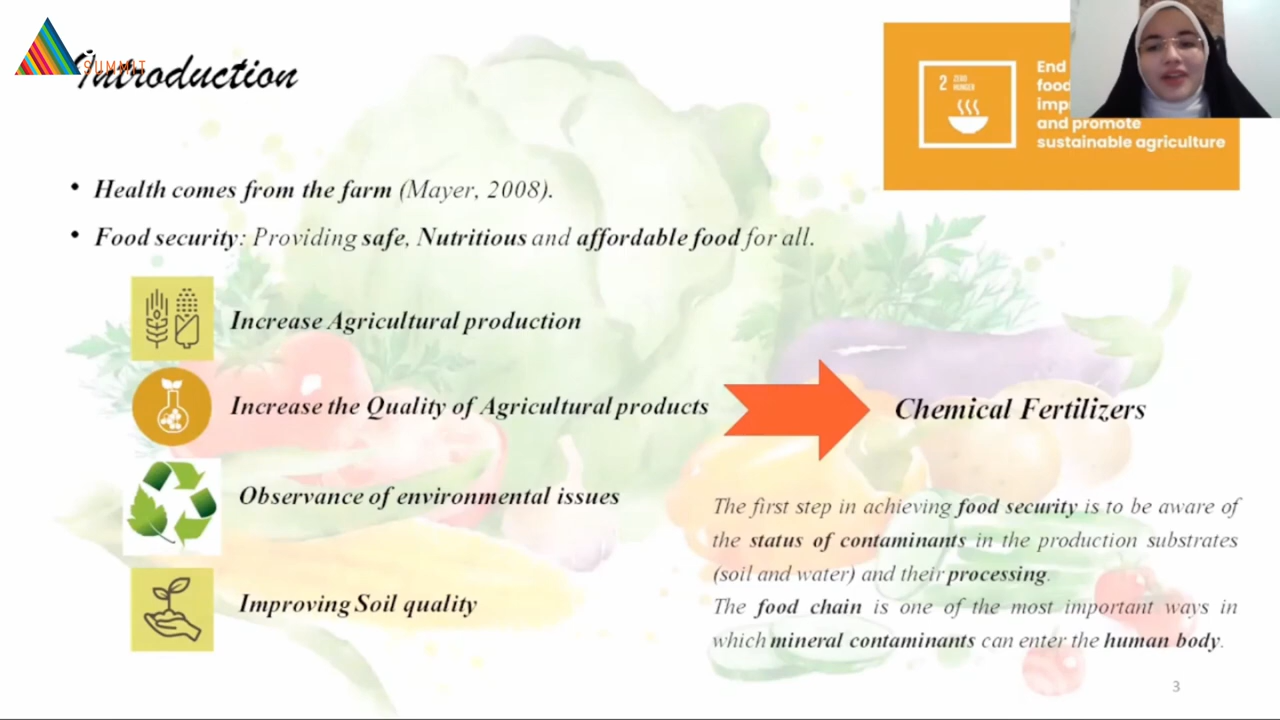 SUMMIT
Introduction
2 ZERO
HUNGER
End
food
and promote
sustainable agriculture
• Health comes from the farm (Mayer, 2008).
• Food security: Providing safe, Nutritious and affordable food for all.
Increase Agricultural production
Increase the Quality of Agricultural products
Chemical Fertilizers
Observance of environmental issues
Improving Soil quality
The first step in achieving food security is to be aware of
the status of contaminants in the production substrates
(soil and water) and their processing.
The food chain is one of the most important ways in
which mineral contaminants can enter the human body.
3